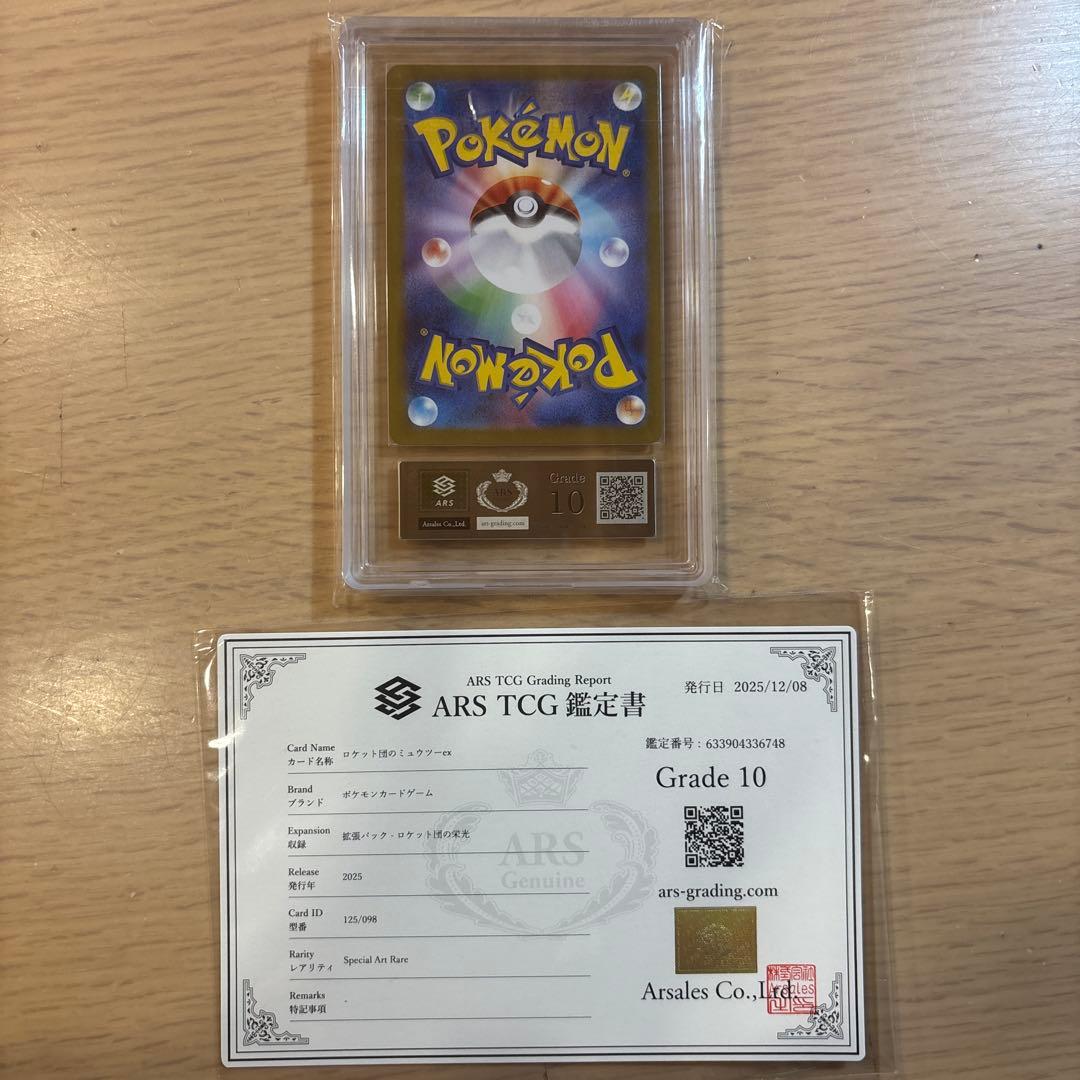 POKéMON
®
POKéMON
®
ARS
ARS
Grade
10
Arsales Co.,Ltd.
ars-grading.com
ARS TCG Grading Report
ARS TCG 鑑定書
発行日 2025/12/08
鑑定番号：633904336748
Grade 10
Card Name
カード名称
ロケット団のミュウツーex
Brand
ブランド
ポケモンカードゲーム
Expansion
収録
拡張パック - ロケット団の栄光
Release
発行年
2025
Card ID
型番
125/098
Rarity
レアリティ
Special Art Rare
Remarks
特記事項
ARS
Genuine
ars-grading.com
Arsales Co.,Ltd.
株式会社
Arsales